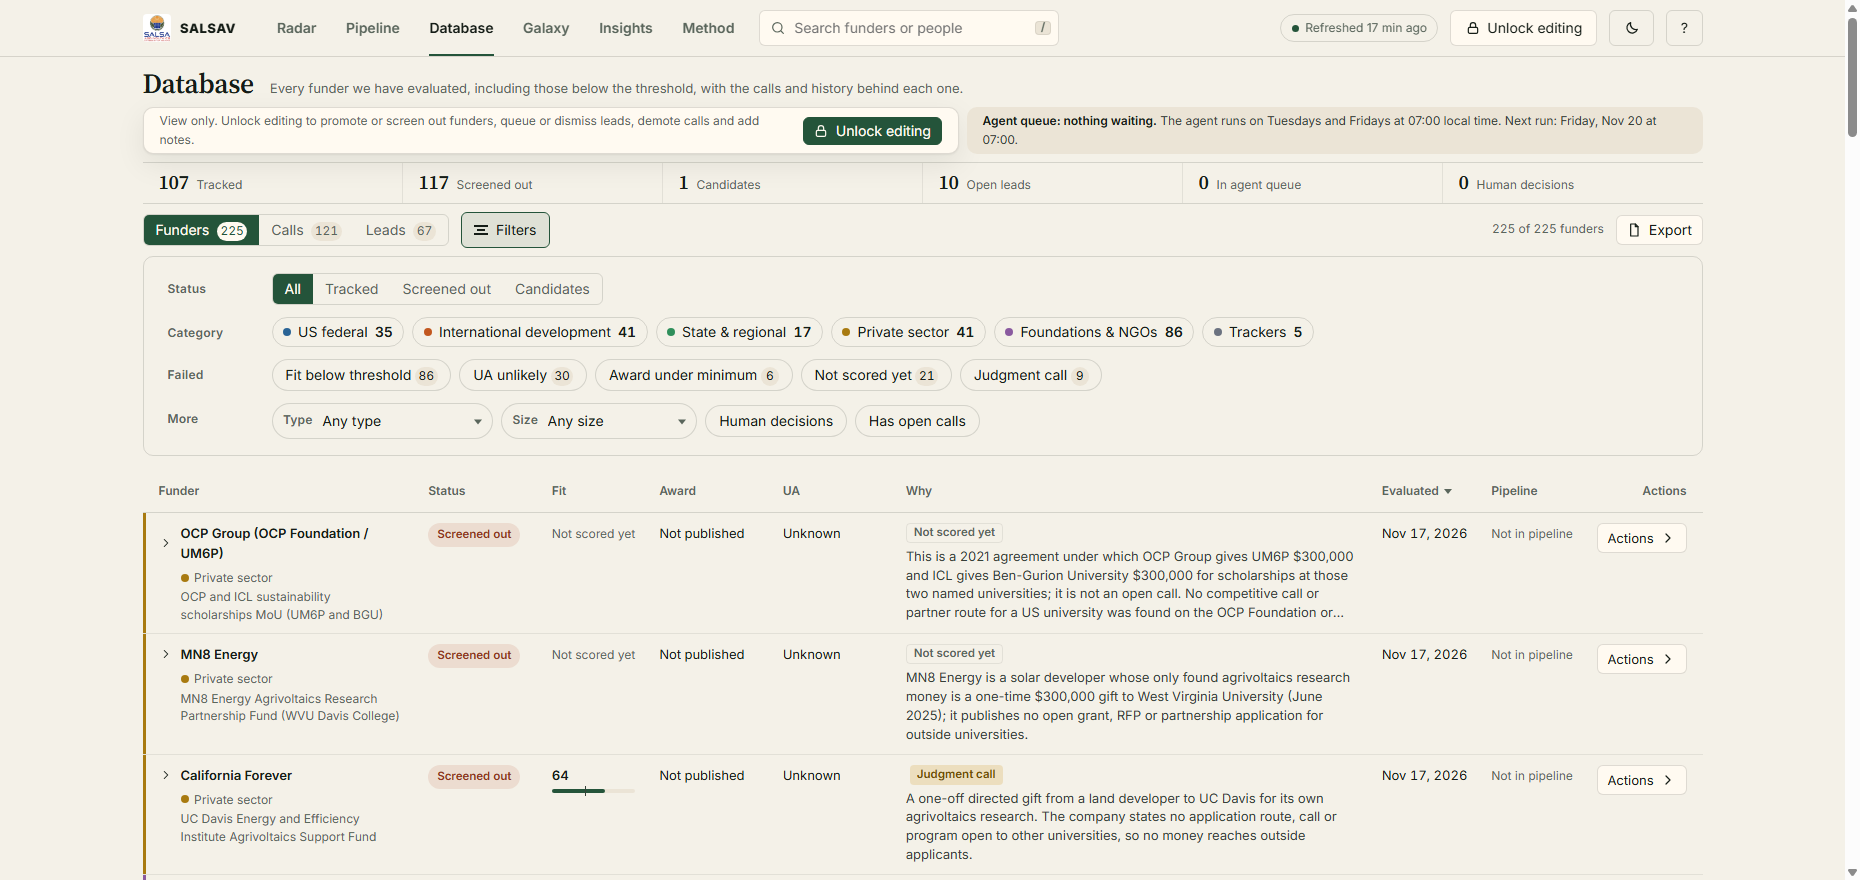 SALSA
SALSAV
Radar
Pipeline
Database
Galaxy
Insights
Method
Search funders or people
/
Refreshed 17 min ago
Unlock editing
?
Database
Every funder we have evaluated, including those below the threshold, with the calls and history behind each one.
View only. Unlock editing to promote or screen out funders, queue or dismiss leads, demote calls and add
notes.
Unlock editing
Agent queue: nothing waiting. The agent runs on Tuesdays and Fridays at 07:00 local time. Next run: Friday, Nov 20 at
07:00.
107 Tracked
117 Screened out
1 Candidates
10 Open leads
0 In agent queue
0 Human decisions
Funders 225
Calls 121
Leads 67
Filters
225 of 225 funders
Export
Status
All
Tracked
Screened out
Candidates
Category
US federal 35
International development 41
State & regional 17
Private sector 41
Foundations & NGOs 86
Trackers 5
Failed
Fit below threshold 86
UA unlikely 30
Award under minimum 6
Not scored yet 21
Judgment call 9
More
Type Any type
Size Any size
Human decisions
Has open calls
Funder
Status
Fit
Award
UA
Why
Evaluated
Pipeline
Actions
OCP Group (OCP Foundation /
UM6P)
Private sector
OCP and ICL sustainability
scholarships MoU (UM6P and BGU)
Screened out
Not scored yet
Not published
Unknown
Not scored yet
This is a 2021 agreement under which OCP Group gives UM6P $300,000
and ICL gives Ben-Gurion University $300,000 for scholarships at those
two named universities; it is not an open call. No competitive call or
partner route for a US university was found on the OCP Foundation or...
Nov 17, 2026
Not in pipeline
Actions
MN8 Energy
Private sector
MN8 Energy Agrivoltaics Research
Partnership Fund (WVU Davis College)
Screened out
Not scored yet
Not published
Unknown
Not scored yet
MN8 Energy is a solar developer whose only found agrivoltaics research
money is a one-time $300,000 gift to West Virginia University (June
2025); it publishes no open grant, RFP or partnership application for
outside universities.
Nov 17, 2026
Not in pipeline
Actions
California Forever
Private sector
UC Davis Energy and Efficiency
Institute Agrivoltaics Support Fund
Screened out
64
Not published
Unknown
Judgment call
A one-off directed gift from a land developer to UC Davis for its own
agrivoltaics research. The company states no application route, call or
program open to other universities, so no money reaches outside
applicants.
Nov 17, 2026
Not in pipeline
Actions